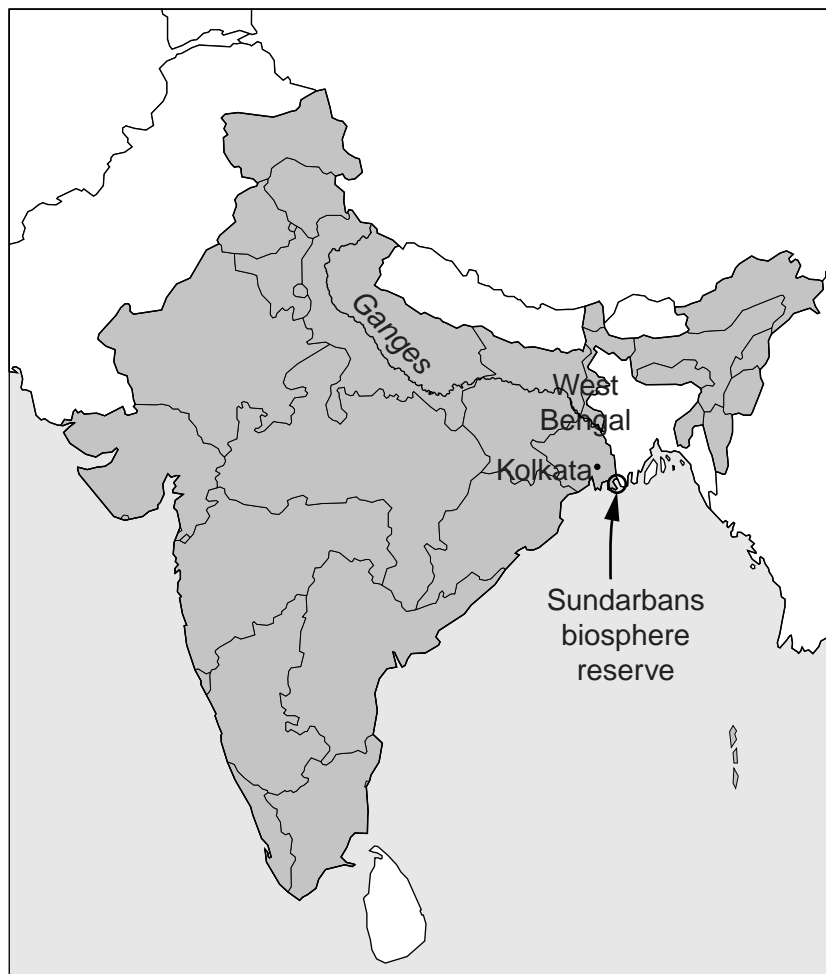 Ganges
West
Bengal
Kolkata
Sundarbans
biosphere
reserve